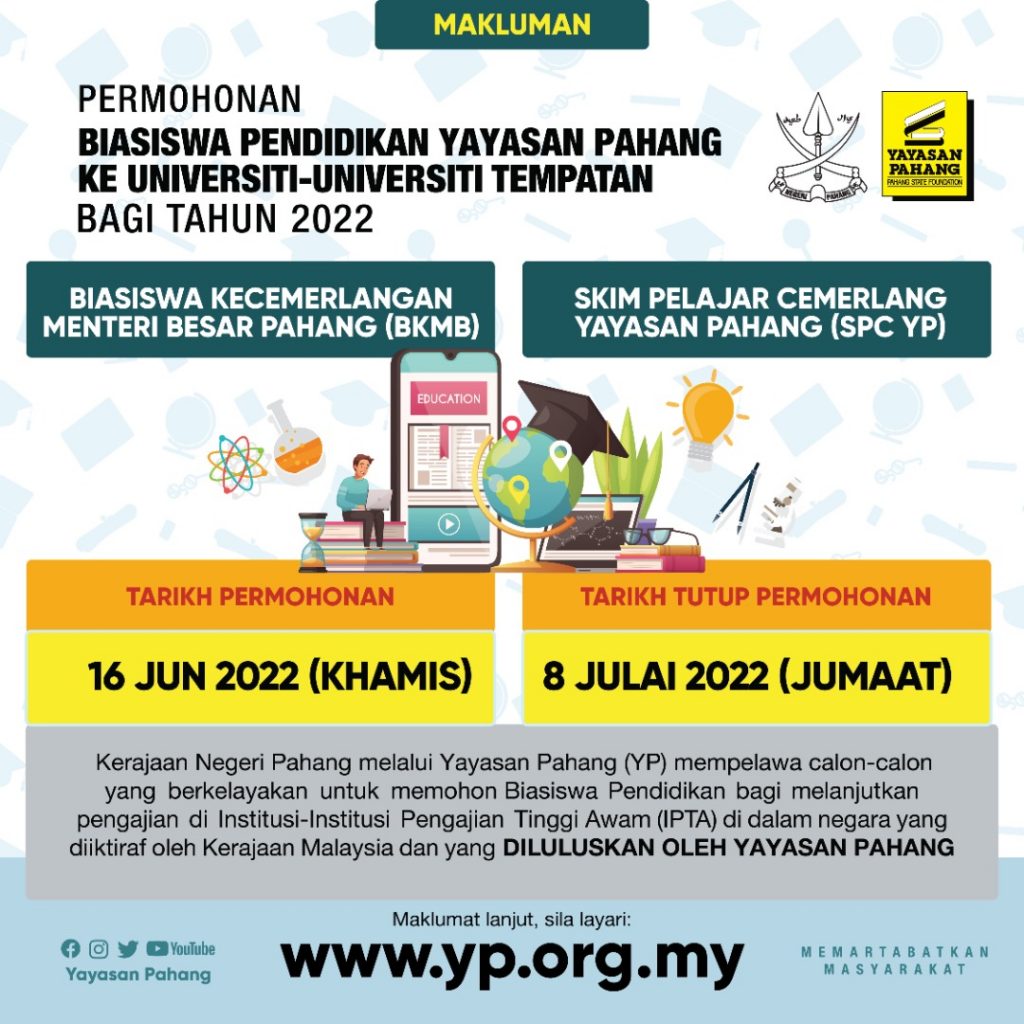 MAKLUMAN
PERMOHONAN
BIASISWA PENDIDIKAN YAYASAN PAHANG
KE UNIVERSITI-UNIVERSITI TEMPATAN
BAGI TAHUN 2022
NEGERI PAHANG
YAYASAN
PAHANG
PAHANG STATE FOUNDATION
BIASISWA KECEMERLANGAN
MENTERI BESAR PAHANG (BKMB)
SKIM PELAJAR CEMERLANG
YAYASAN PAHANG (SPC YP)
EDUCATION
TARIKH PERMOHONAN
16 JUN 2022 (KHAMIS)
TARIKH TUTUP PERMOHONAN
8 JULAI 2022 (JUMAAT)
Kerajaan Negeri Pahang melalui Yayasan Pahang (YP) mempelawa calon-calon
yang berkelayakan untuk memohon Biasiswa Pendidikan bagi melanjutkan
pengajian di Institusi-Institusi Pengajian Tinggi Awam (IPTA) di dalam negara yang
diiktiraf oleh Kerajaan Malaysia dan yang DILULUSKAN OLEH YAYASAN PAHANG
Maklumat lanjut, sila layari:
www.yp.org.my
YouTube
Yayasan Pahang
MEMARTABATKAN
MASYARAKAT